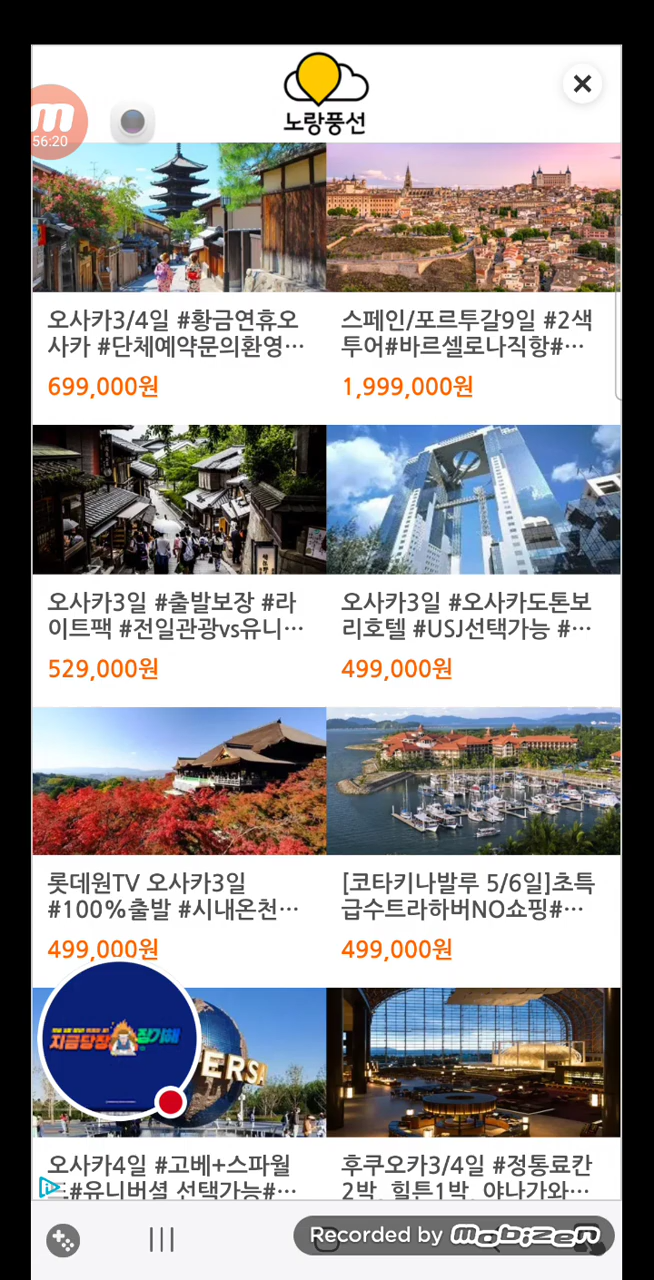 노랑풍선
m
56:20
오사카3/4일 #황금연휴오
사카 #단체예약문의환영…
699,000원
스페인/포르투갈9일 #2색
투어#바르셀로나직항#…
1,999,000원
오사카3일 #출발보장 #라
이트팩 #전일관광vs유니…
529,000원
오사카3일 #오사카도톤보
리호텔 #USJ선택가능 #…
499,000원
롯데원TV 오사카3일
#100%출발 #시내온천…
499,000원
[코타키나발루 5/6일]초특
급수트라하버NO쇼핑#…
499,000원
지금당장
ERSA
오사카4일 #고베+스파월
드#유니버셜 선택가능#…
후쿠오카3/4일 #정통료칸
2박, 힐튼1박, 야나가와…
Recorded by mobizen